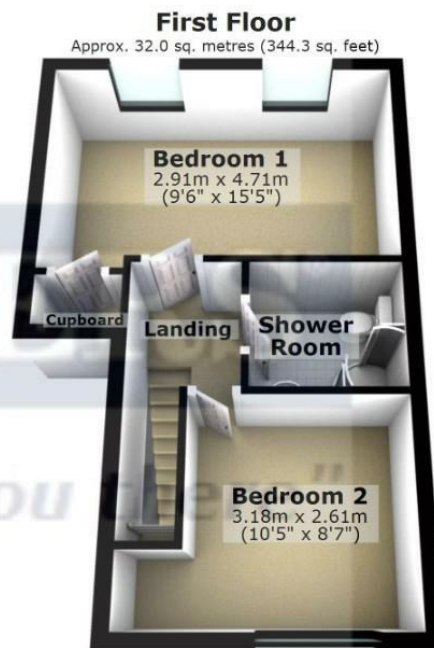 First Floor
Approx. 32.0 sq. metres (344.3 sq. feet)
Bedroom 1
2.91m x 4.71m
(9'6" x 15'5")
Cupboard
Landing
Shower
Room
Bedroom 2
3.18m x 2.61m
(10'5" x 8'7")